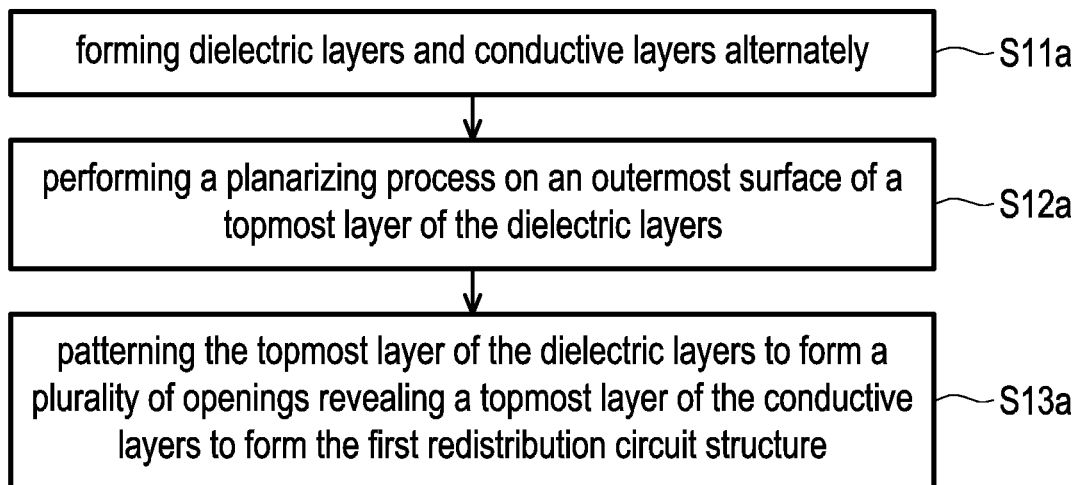 forming dielectric layers and conductive layers alternately
S11a
performing a planarizing process on an outermost surface of a
topmost layer of the dielectric layers
S12a
patterning the topmost layer of the dielectric layers to form a
plurality of openings revealing a topmost layer of the conductive
layers to form the first redistribution circuit structure
S13a